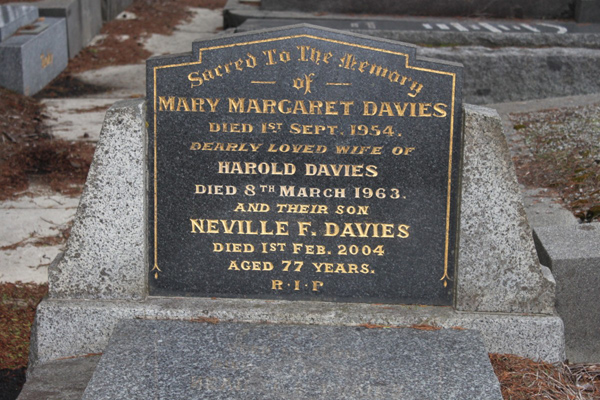 Sacred To The Memory
of
MARY MARGARET DAVIES
DIED 1ST SEPT. 1954.
DEARLY LOVED WIFE OF
HAROLD DAVIES
DIED 8TH MARCH 1963.
AND THEIR SON
NEVILLE F. DAVIES
DIED 1ST FEB. 2004
AGED 77 YEARS.
R·I·P